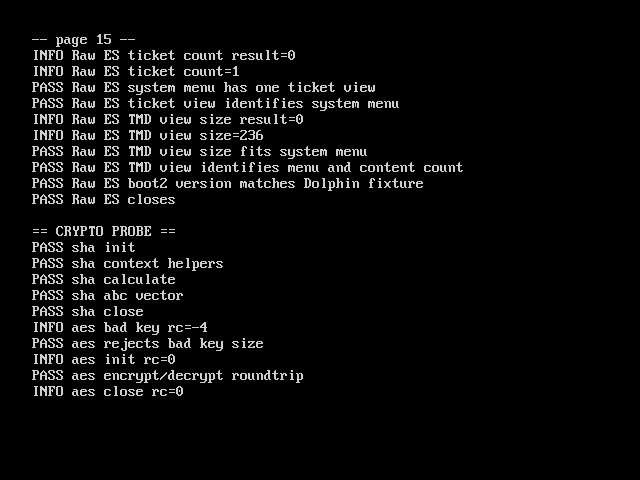 -- page 15 --
INFO Raw ES ticket count result=0
INFO Raw ES ticket count=1
PASS Raw ES system menu has one ticket view
PASS Raw ES ticket view identifies system menu
INFO Raw ES TMD view size result=0
INFO Raw ES TMD view size=236
PASS Raw ES TMD view size fits system menu
PASS Raw ES TMD view identifies menu and content count
PASS Raw ES boot2 version matches Dolphin fixture
PASS Raw ES closes
== CRYPTO PROBE ==
PASS sha init
PASS sha context helpers
PASS sha calculate
PASS sha abc vector
PASS sha close
INFO aes bad key rc=-4
PASS aes rejects bad key size
INFO aes init rc=0
PASS aes encrypt/decrypt roundtrip
INFO aes close rc=0